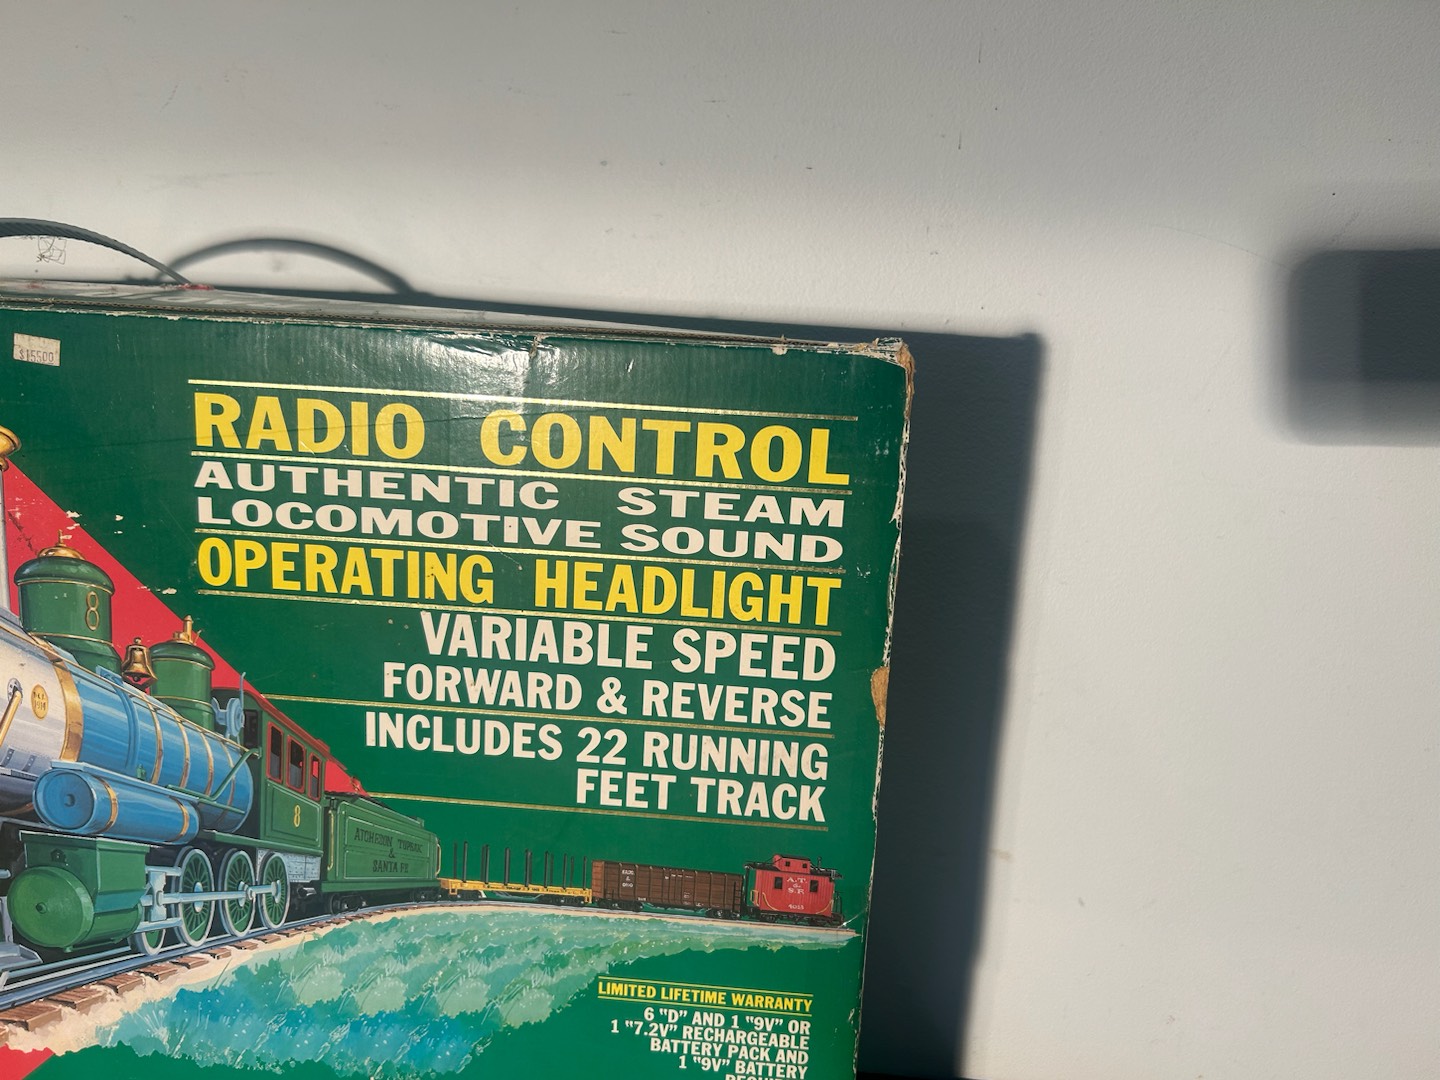 $155.00
RADIO CONTROL
AUTHENTIC STEAM
LOCOMOTIVE SOUND
OPERATING HEADLIGHT
VARIABLE SPEED
FORWARD & REVERSE
INCLUDES 22 RUNNING
FEET TRACK
8
8
ATCHISON TOPEKA
&
SANTA FE
A.T.
&
S.F.
LIMITED LIFETIME WARRANTY
6 "D" AND 1 "9V" OR
1 "7.2V" RECHARGEABLE
BATTERY PACK AND
1 "9V" BATTERY